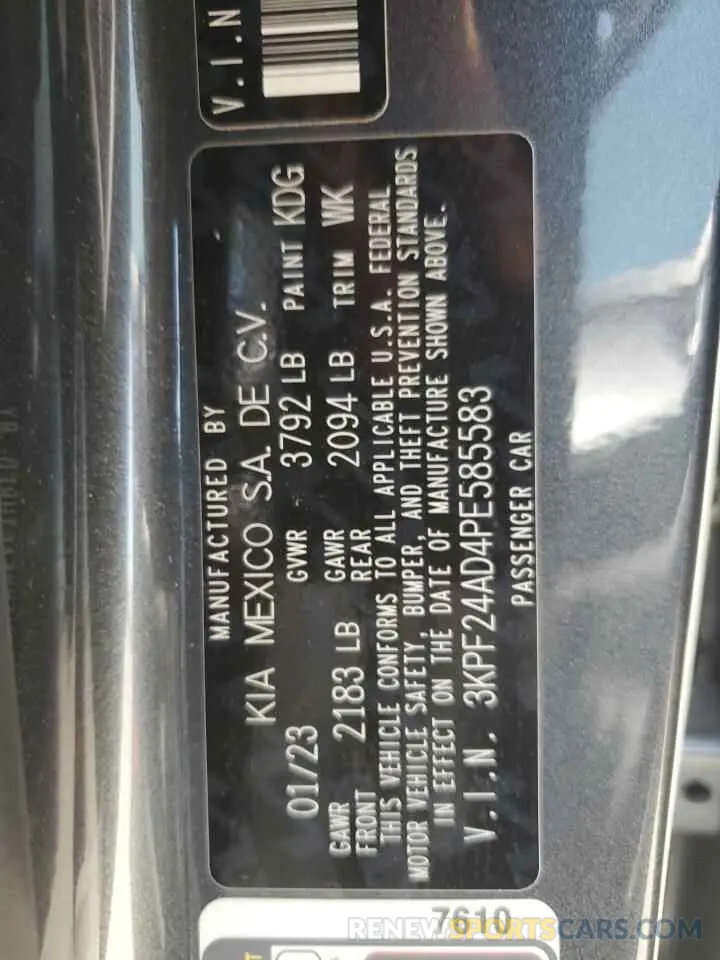 V.I.N
MANUFACTURED BY
KIA MEXICO S.A. DE C.V.
01/23 GVWR 3792 LB PAINT KDG
GAWR FRONT 2183 LB GAWR REAR 2094 LB TRIM WK
THIS VEHICLE CONFORMS TO ALL APPLICABLE U.S.A. FEDERAL
MOTOR VEHICLE SAFETY, BUMPER, AND THEFT PREVENTION STANDARDS
IN EFFECT ON THE DATE OF MANUFACTURE SHOWN ABOVE.
V.I.N. 3KPF24AD4PE585583
PASSENGER CAR
7610
RENEWSPORTSCARS.COM